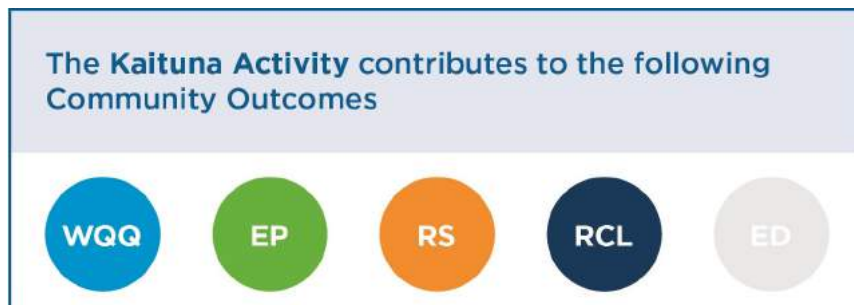 The Kaituna Activity contributes to the following
Community Outcomes
WQQ EP RS RCL ED